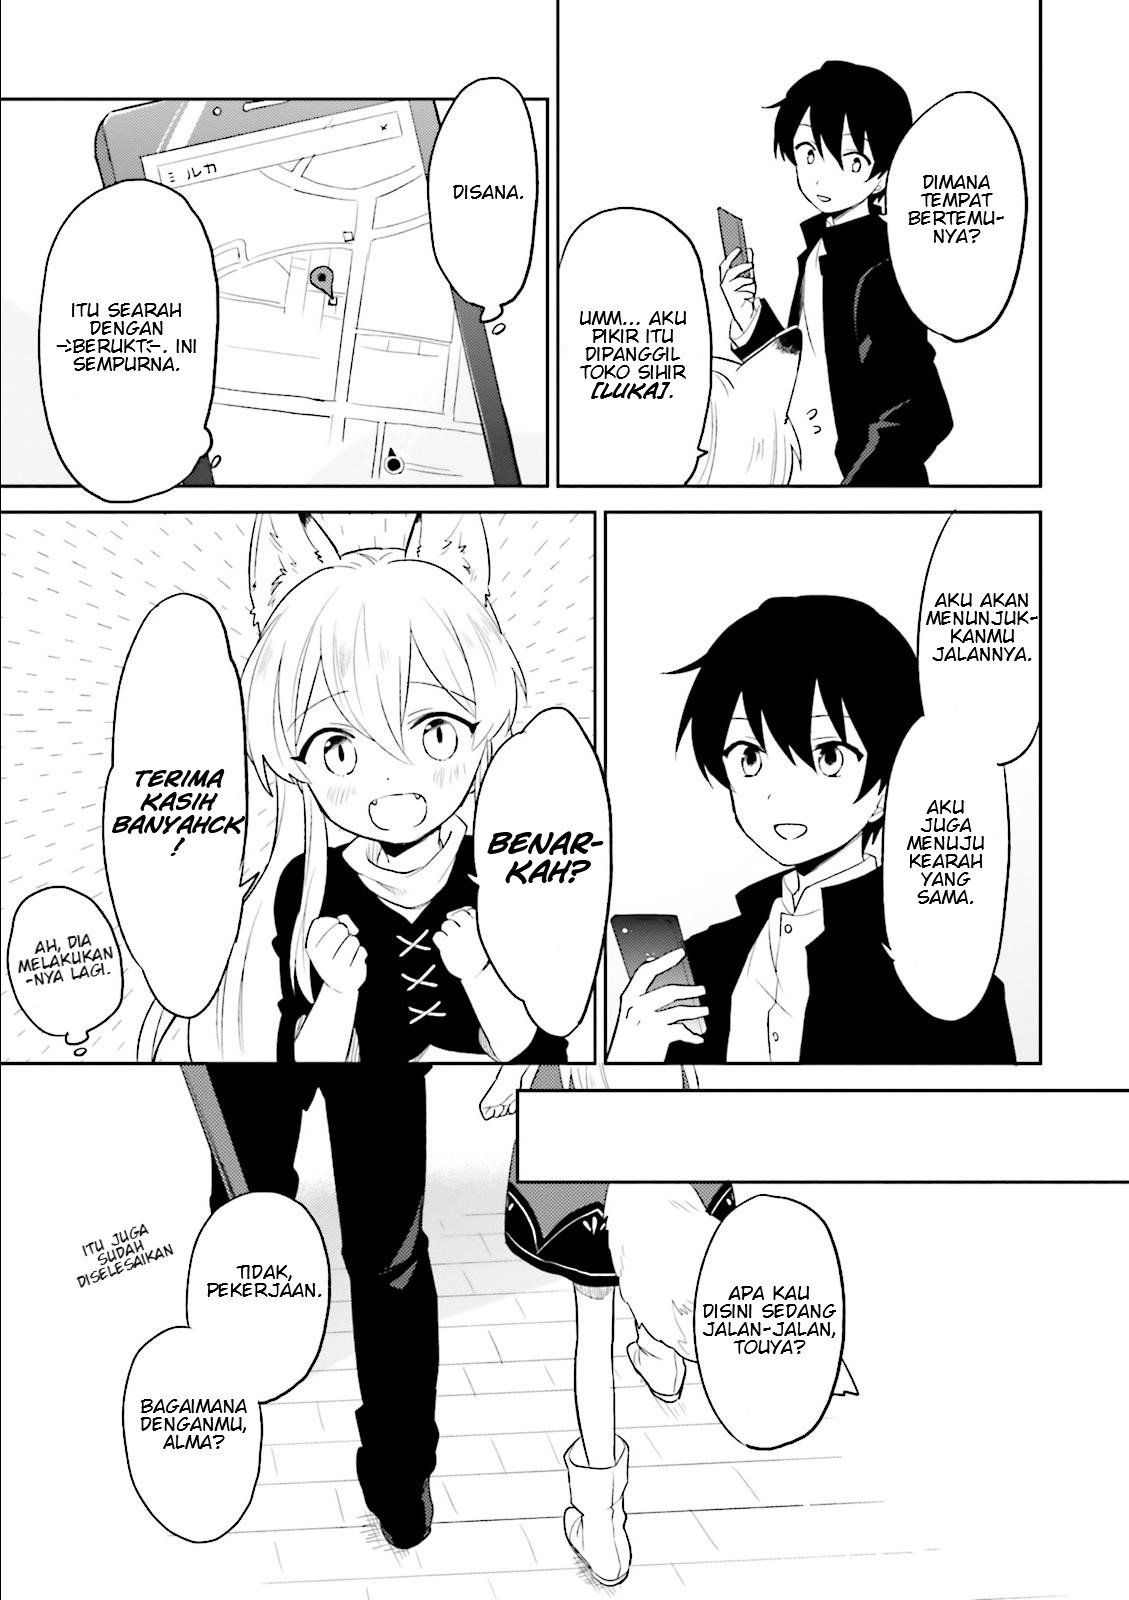 DIMANA
TEMPAT
BERTEMU-
NYA?
UMM... AKU
PIKIR ITU
DIPANGGIL
TOKO SIHIR
[LUKA].
DISANA.
ルカ
ITU SEARAH
DENGAN
BERUKT. INI
SEMPURNA.
AKU AKAN
MENUNJUK-
KANMU
JALANNYA.
AKU
JUGA
MENUJU
KEARAH
YANG
SAMA.
BENAR-
KAH?
TERIMA
KASIH
BANYAHCK
!
AH, DIA
MELAKUKAN
-NYA LAGI.
APA KAU
DISINI SEDANG
JALAN-JALAN,
TOUYA?
TIDAK,
PEKERJAAN.
ITU JUGA
SUDAH
DISELESAIKAN
BAGAIMANA
DENGANMU,
ALMA?